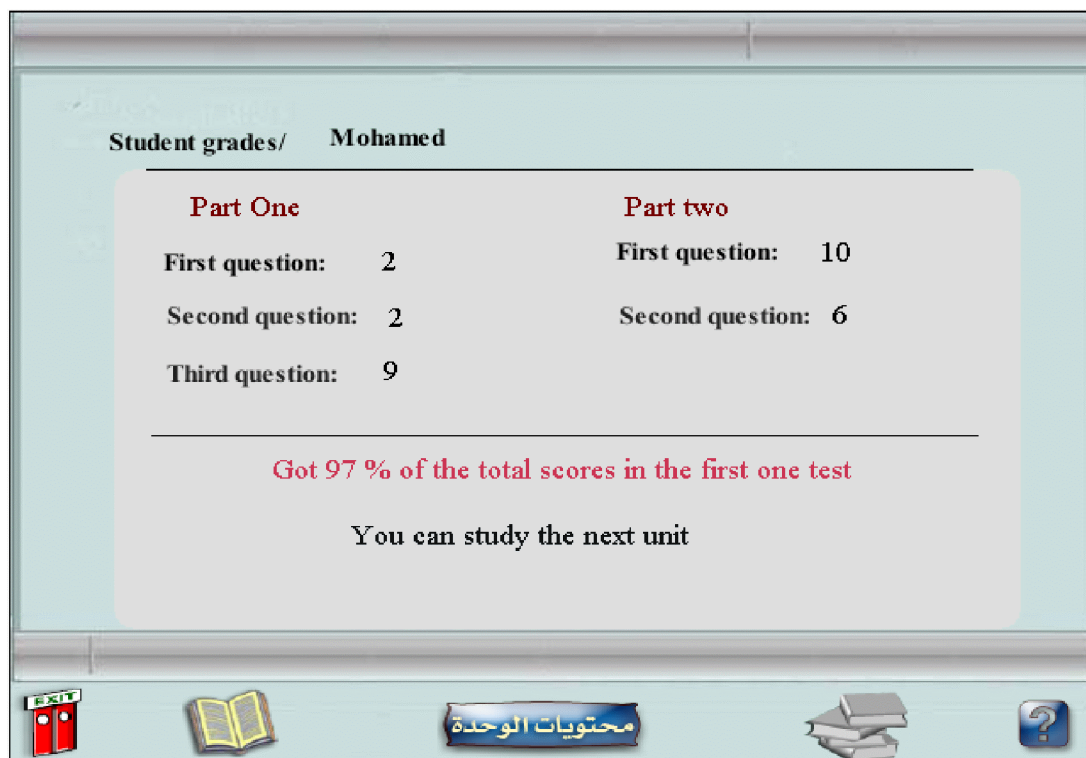 Student grades/ Mohamed
Part One
First question: 2
Second question: 2
Third question: 9
Part two
First question: 10
Second question: 6
Got 97 % of the total scores in the first one test
You can study the next unit
EXIT
محتويات الوحدة
?